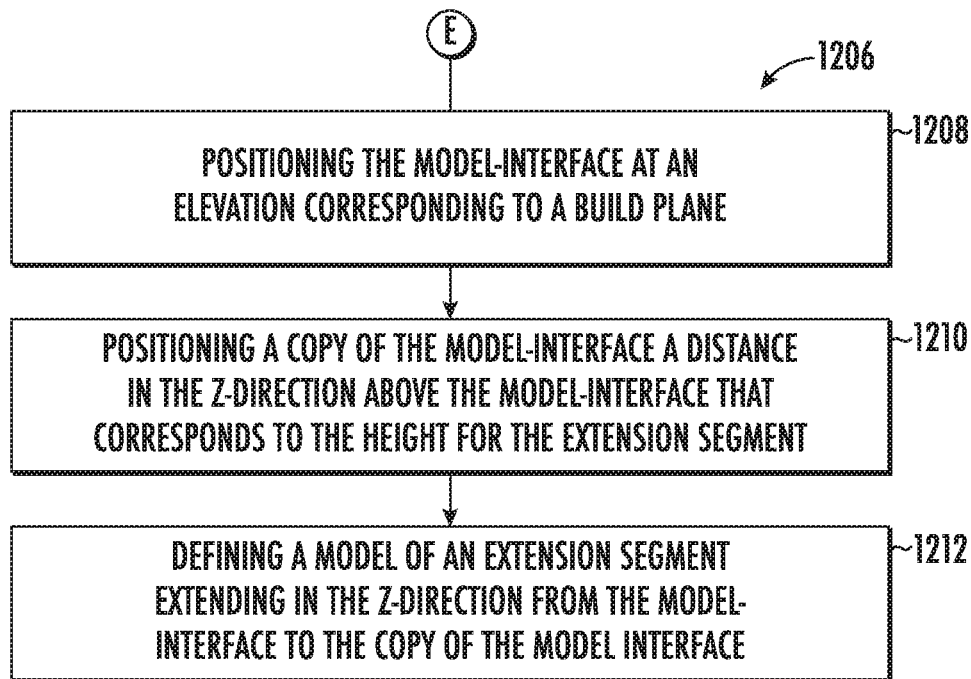 E
1206
1208
POSITIONING THE MODEL-INTERFACE AT AN
ELEVATION CORRESPONDING TO A BUILD PLANE
1210
POSITIONING A COPY OF THE MODEL-INTERFACE A DISTANCE
IN THE Z-DIRECTION ABOVE THE MODEL-INTERFACE THAT
CORRESPONDS TO THE HEIGHT FOR THE EXTENSION SEGMENT
1212
DEFINING A MODEL OF AN EXTENSION SEGMENT
EXTENDING IN THE Z-DIRECTION FROM THE MODEL-
INTERFACE TO THE COPY OF THE MODEL INTERFACE